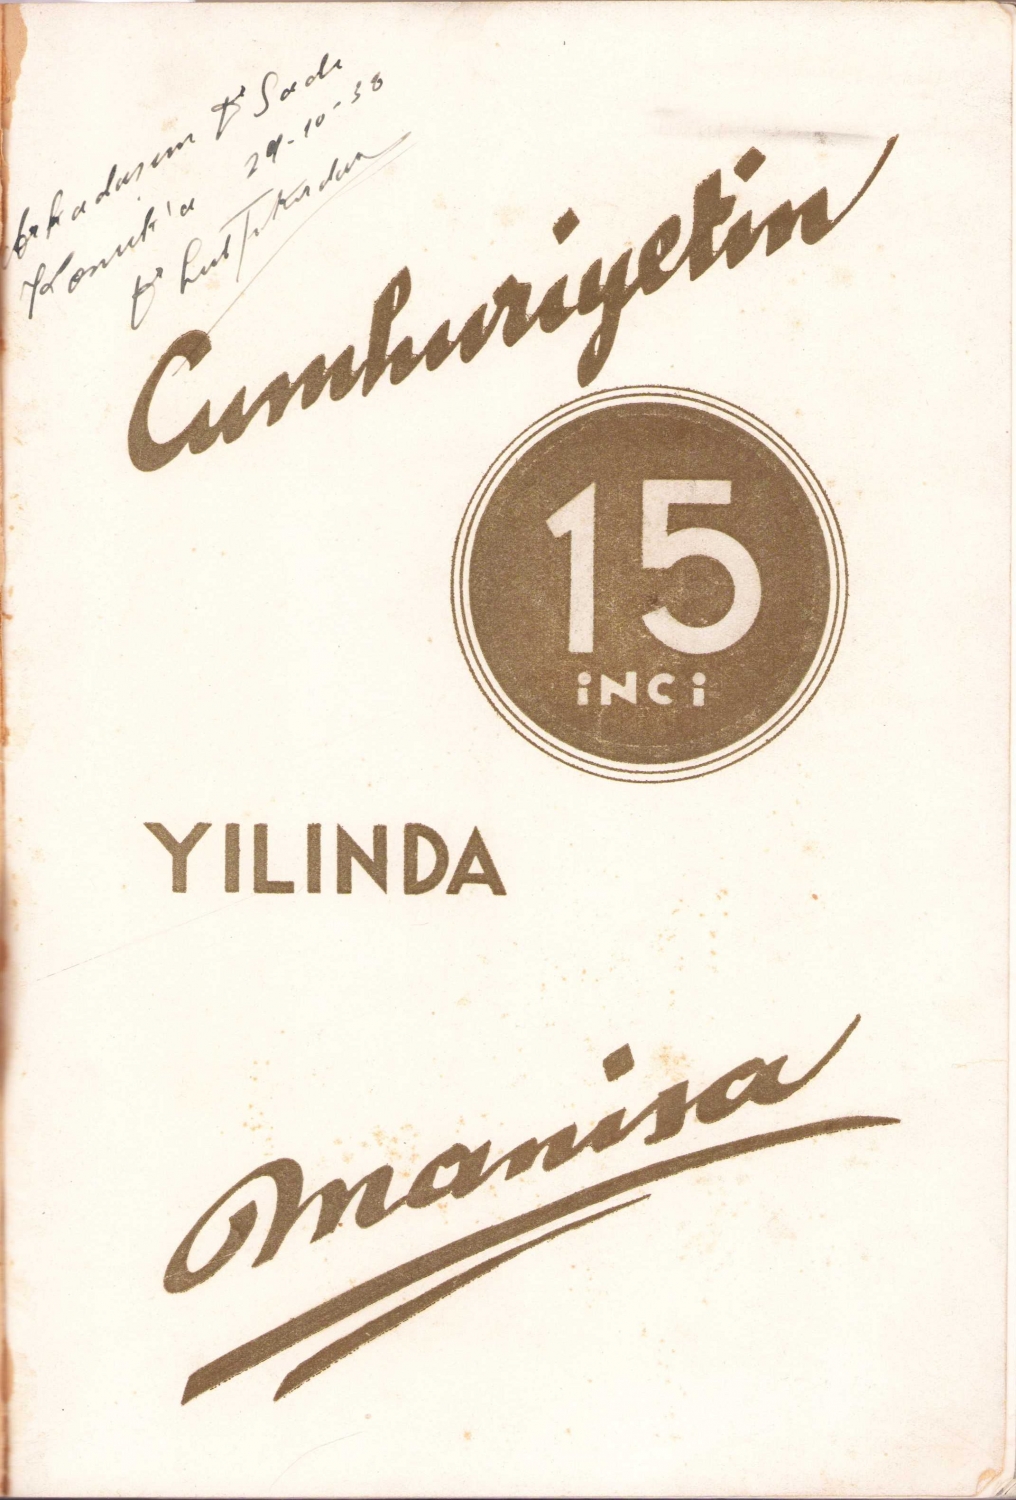 Arkadaşım Dr Sadi
Konuk'a 29-10-38
Dr Lutfi Kırdar
Cumhuriyetin
15
iNCi
YILINDA
Manisa